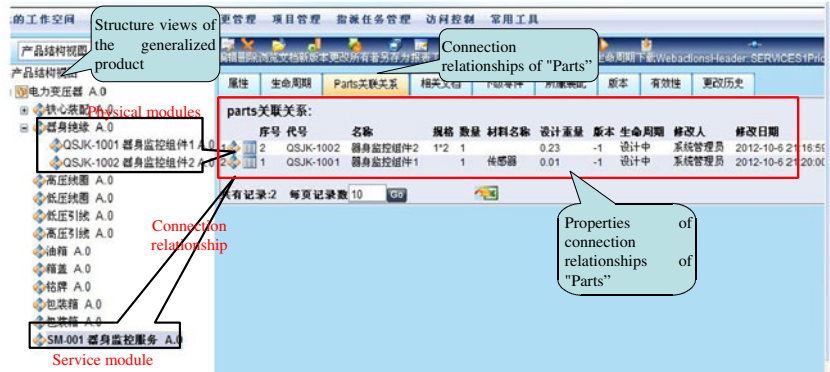 的工作空间
更管理 项目管理 指派任务管理 访问控制 常用工具
Structure views of
the generalized
product
Connection
relationships of "Parts"
产品结构视图
产品结构视图
属性 生命周期 Parts关联关系 相关文档 版本 有效性 更改历史
电力变压器 A.0
铁心装配 A.0
Physical modules
器身绝缘 A.0
QSJK-1001 器身监控组件1 A.0
QSJK-1002 器身监控组件2 A.0
高压线圈 A.0
低压线圈 A.0
低压引线 A.0
高压引线 A.0
油箱 A.0
箱盖 A.0
铭牌 A.0
包装箱 A.0
包装箱 A.0
SM-001 器身监控服务 A.0
Service module
Connection
relationship
parts关联关系:
序号 代号 名称 规格 数量 材料名称 设计重量 版本 生命周期 修改人 修改日期
1 2 QSJK-1002 器身监控组件2 1*2 1 0.23 -1 设计中 系统管理员 2012-10-6 21:16:59
2 1 QSJK-1001 器身监控组件1 1 传感器 0.01 -1 设计中 系统管理员 2012-10-6 21:20:00
共有记录:2 每页记录数 10 Go
Properties of
connection
relationships of
"Parts"